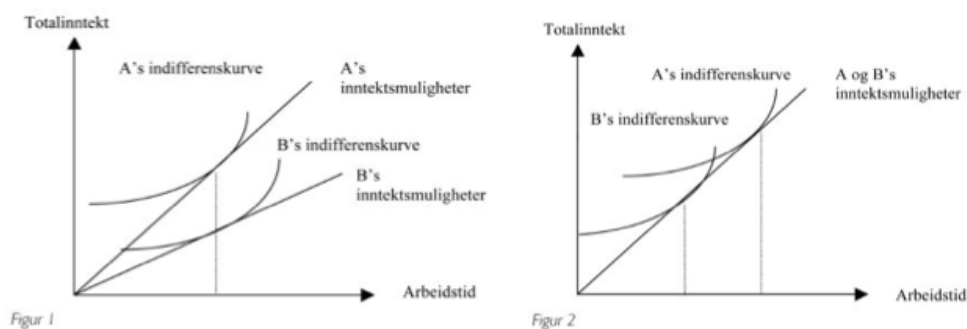 Totalinntekt
A's indifferenskurve
A's
inntektsmuligheter
B's indifferenskurve
B's
inntektsmuligheter
Arbeidstid
Figur 1
Totalinntekt
A's indifferenskurve
A og B's
inntektsmuligheter
B's indifferenskurve
Arbeidstid
Figur 2